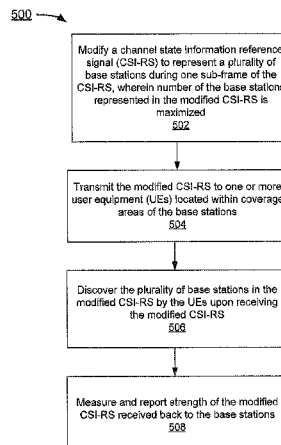 500
Modify a channel state information reference
signal (CSI-RS) to represent a plurality of
base stations during one sub-frame of the
CSI-RS, wherein number of the base stations
represented in the modified CSI-RS is
maximized
502
Transmit the modified CSI-RS to one or more
user equipment (UEs) located within coverage
areas of the base stations
504
Discover the plurality of base stations in the
modified CSI-RS by the UEs upon receiving
the modified CSI-RS
506
Measure and report strength of the modified
CSI-RS received back to the base stations
508